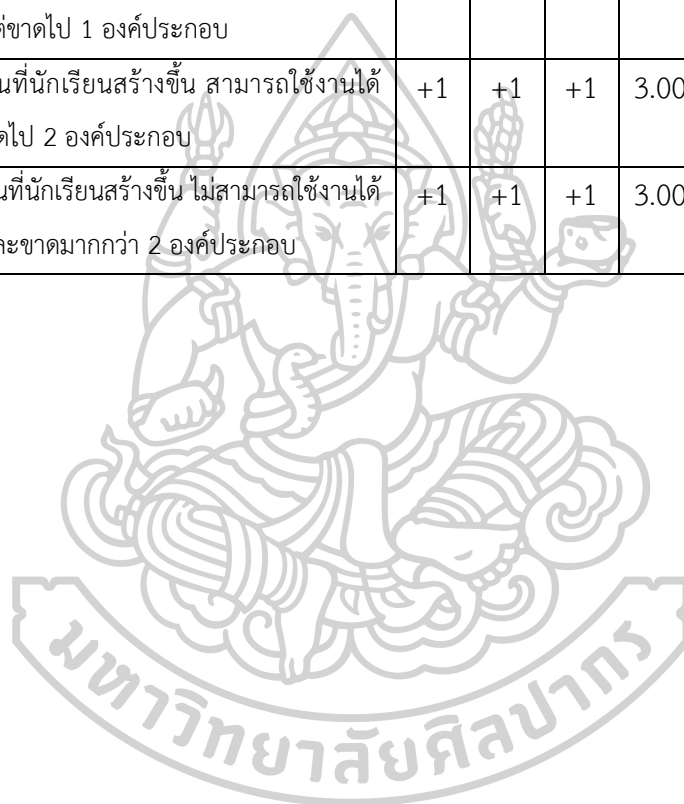 ขาดไป 1 องค์ประกอบ
นที่นักเรียนสร้างขึ้น สามารถใช้งานได้ +1 +1 +1 3.00
ดไป 2 องค์ประกอบ
นที่นักเรียนสร้างขึ้น ไม่สามารถใช้งานได้ +1 +1 +1 3.00
ละขาดมากกว่า 2 องค์ประกอบ
มหาวิทยาลัยศิลปากร